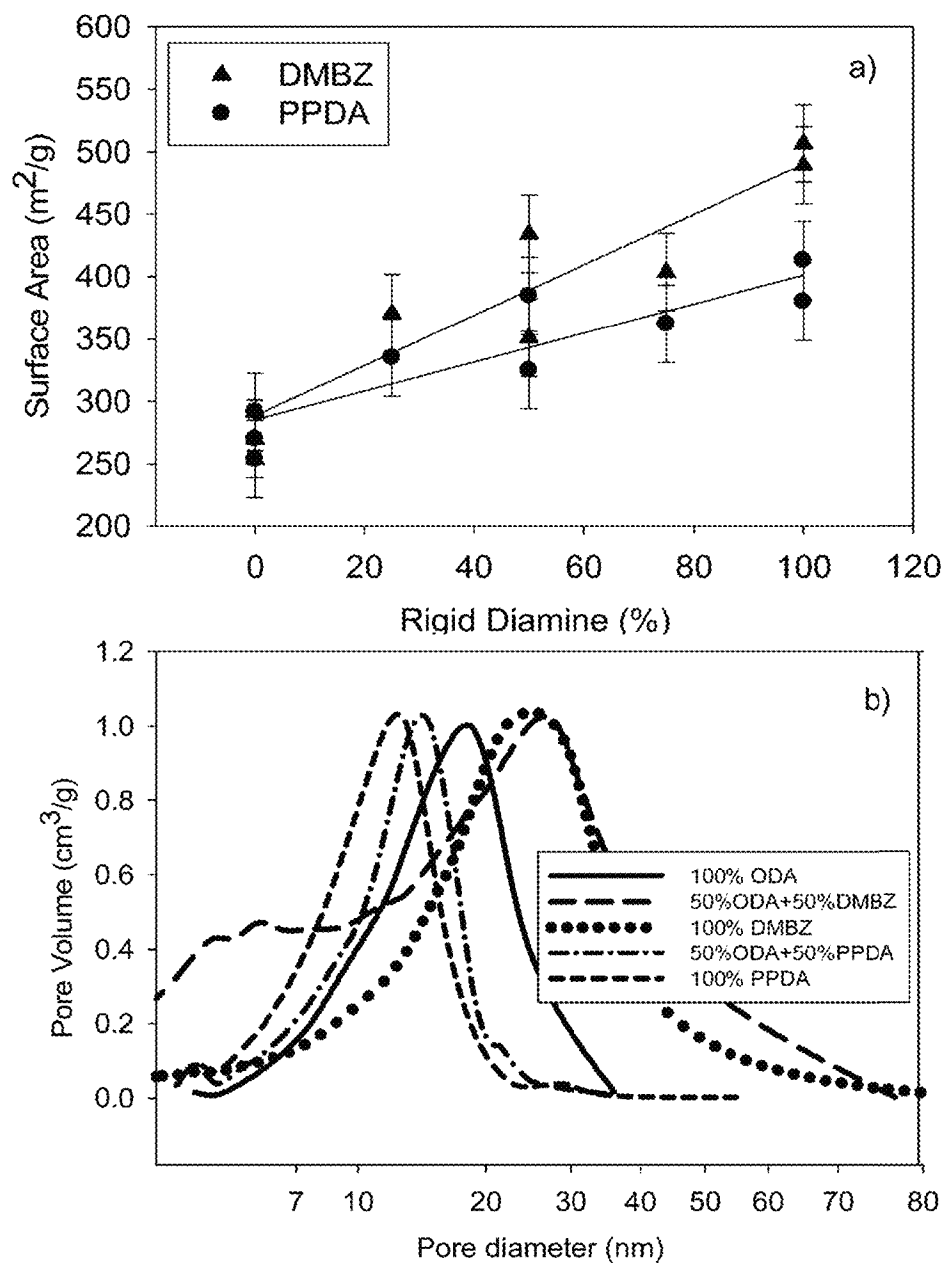 600
550
500
450
400
350
300
250
200
Surface Area (m²/g)
DMBZ
PPDA
a)
0 20 40 60 80 100 120
Rigid Diamine (%)
1.2
1.0
0.8
0.6
0.4
0.2
0.0
Pore Volume (cm³/g)
b)
100% ODA
50%ODA+50%DMBZ
100% DMBZ
50%ODA+50%PPDA
100% PPDA
7 10 20 30 40 50 60 70 80
Pore diameter (nm)